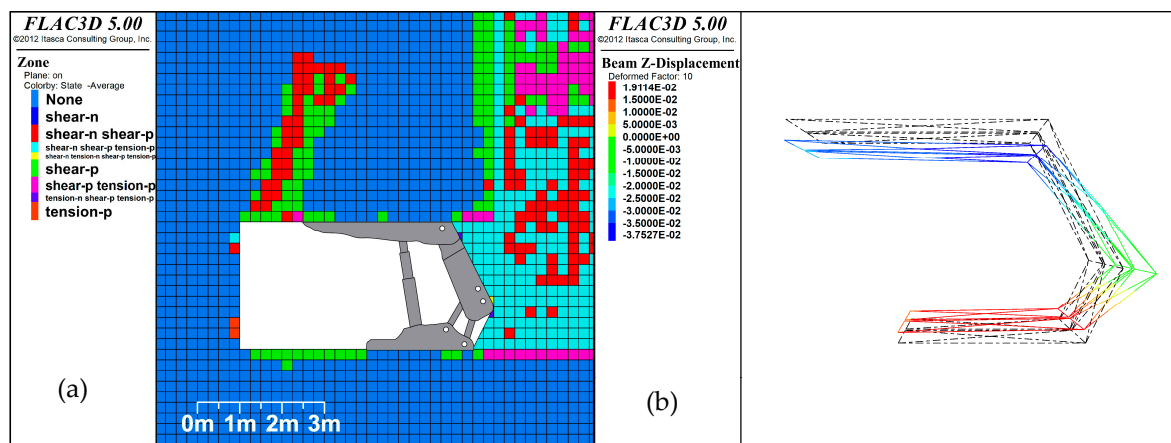 FLAC3D 5.00
©2012 Itasca Consulting Group, Inc.
Zone
Plane: on
Colorby: State -Average
None
shear-n
shear-n shear-p
shear-n shear-p tension-p
shear-n tension-n shear-p tension-p
shear-p
shear-p tension-p
tension-n shear-p tension-p
tension-p
(a)
0m 1m 2m 3m
FLAC3D 5.00
©2012 Itasca Consulting Group, Inc.
Beam Z-Displacement
Deformed Factor: 10
1.9114E-02
1.5000E-02
1.0000E-02
5.0000E-03
0.0000E+00
-5.0000E-03
-1.0000E-02
-1.5000E-02
-2.0000E-02
-2.5000E-02
-3.0000E-02
-3.5000E-02
-3.7527E-02
(b)